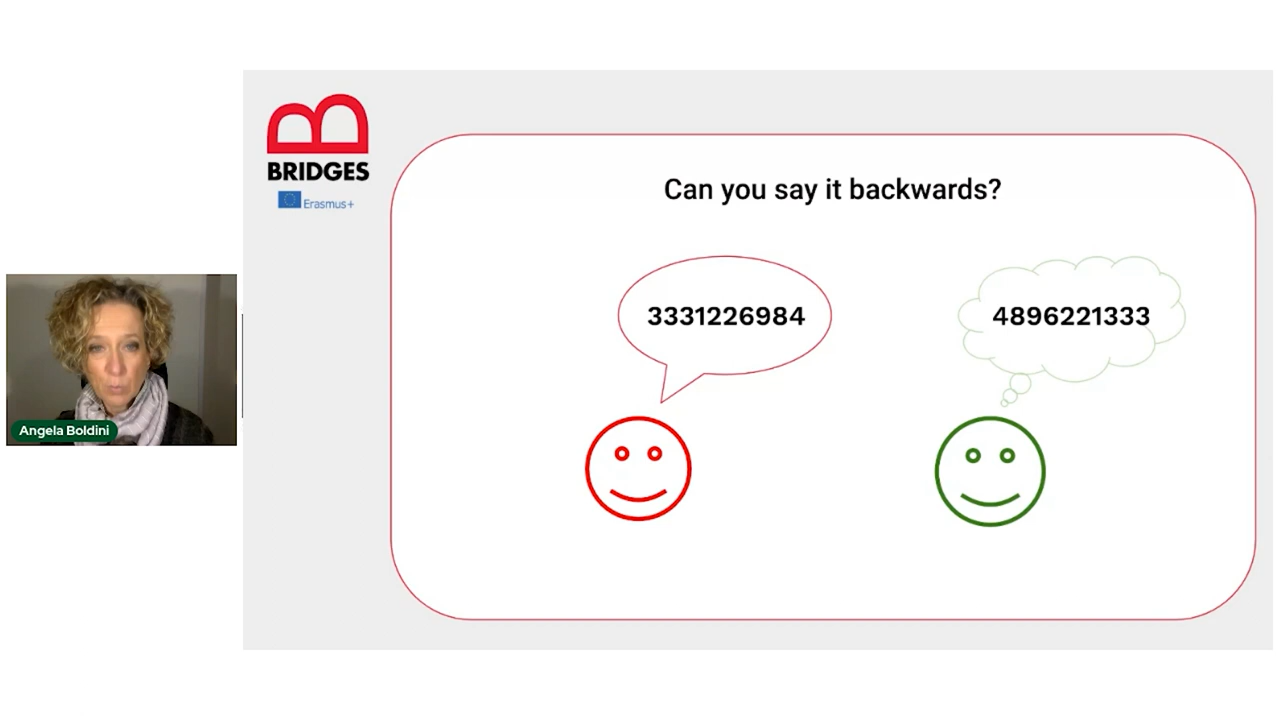 BRIDGES
Erasmus+
Can you say it backwards?
3331226984
4896221333
Angela Boldini